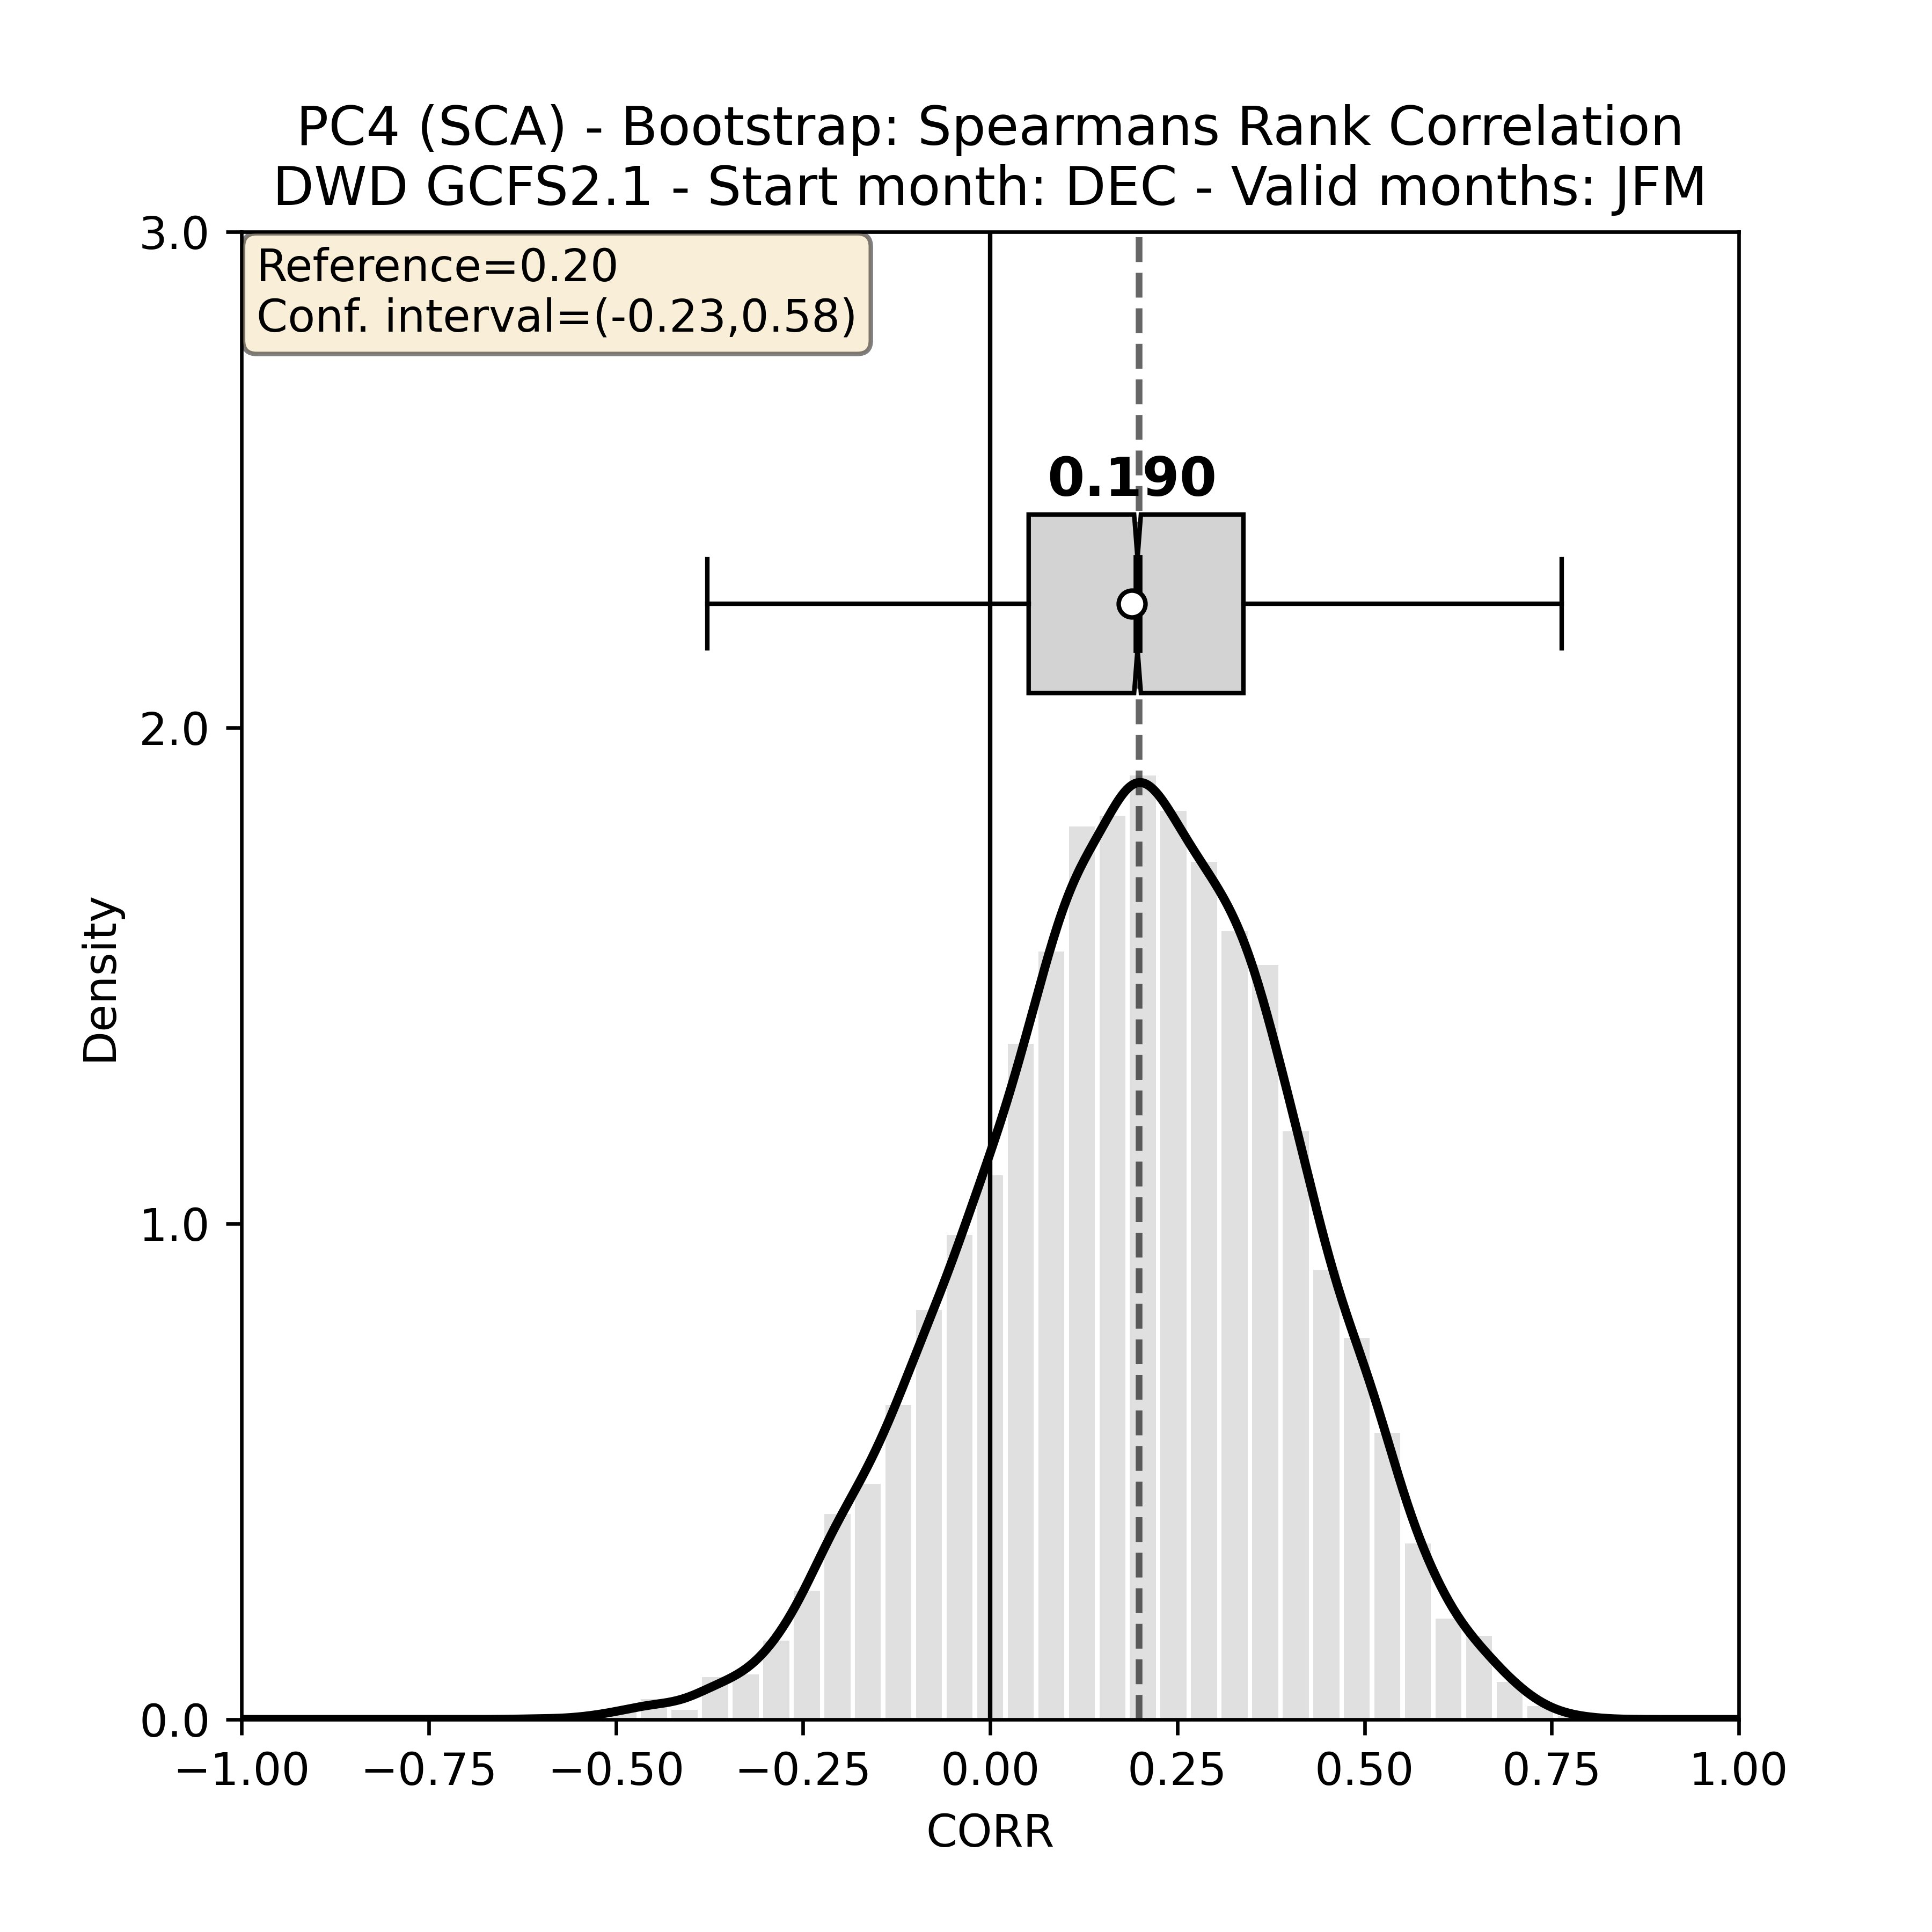 PC4 (SCA) - Bootstrap: Spearmans Rank Correlation
DWD GCFS2.1 - Start month: DEC - Valid months: JFM
3.0
Reference=0.20
Conf. interval=(-0.23,0.58)
0.190
2.0
Density
1.0
0.0
−1.00 −0.75 −0.50 −0.25 0.00 0.25 0.50 0.75 1.00
CORR